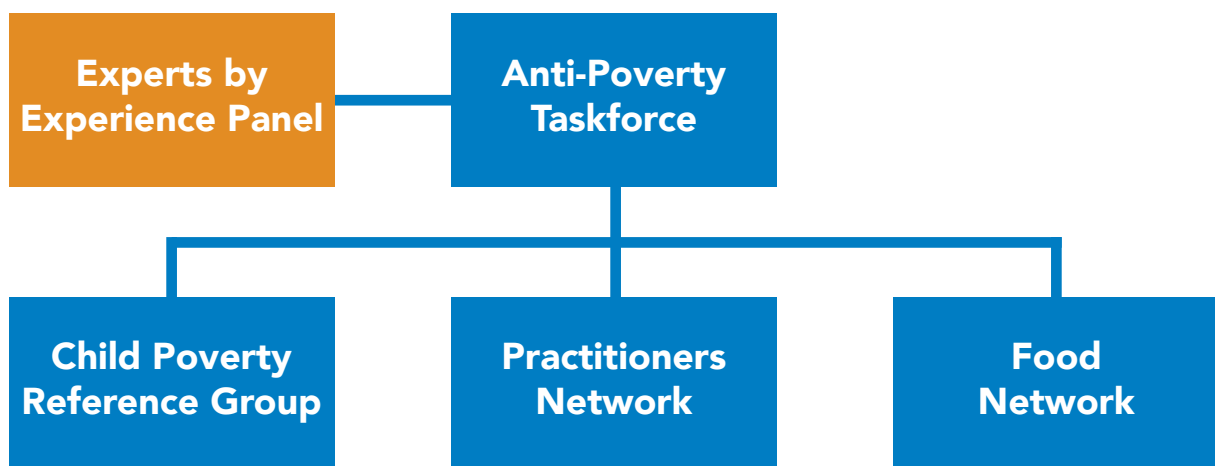 Experts by
Experience Panel
Anti-Poverty
Taskforce
Child Poverty
Reference Group
Practitioners
Network
Food
Network